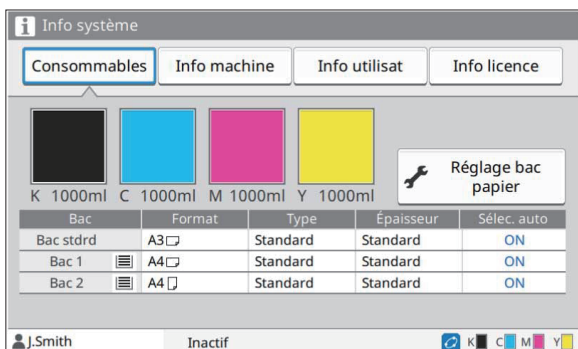 Info système
Consommables Info machine Info utilisat Info licence
K 1000ml C 1000ml M 1000ml Y 1000ml
Réglage bac
papier
Bac Format Type Épaisseur Sélec. auto
Bac stdrd A3 Standard Standard ON
Bac 1 A4 Standard Standard ON
Bac 2 A4 Standard Standard ON
J.Smith Inactif K C M Y